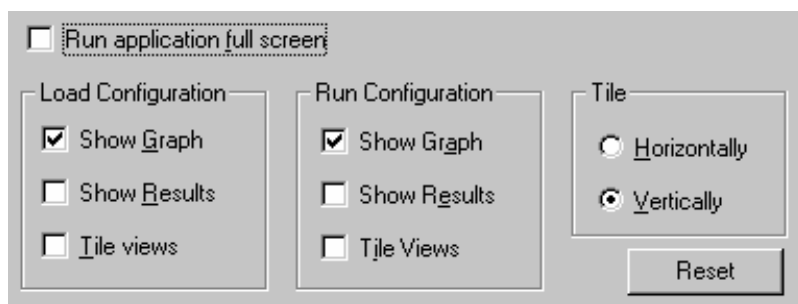 Run application full screen
Load Configuration
Show Graph
Show Results
Tile views
Run Configuration
Show Graph
Show Results
Tile Views
Tile
Horizontally
Vertically
Reset